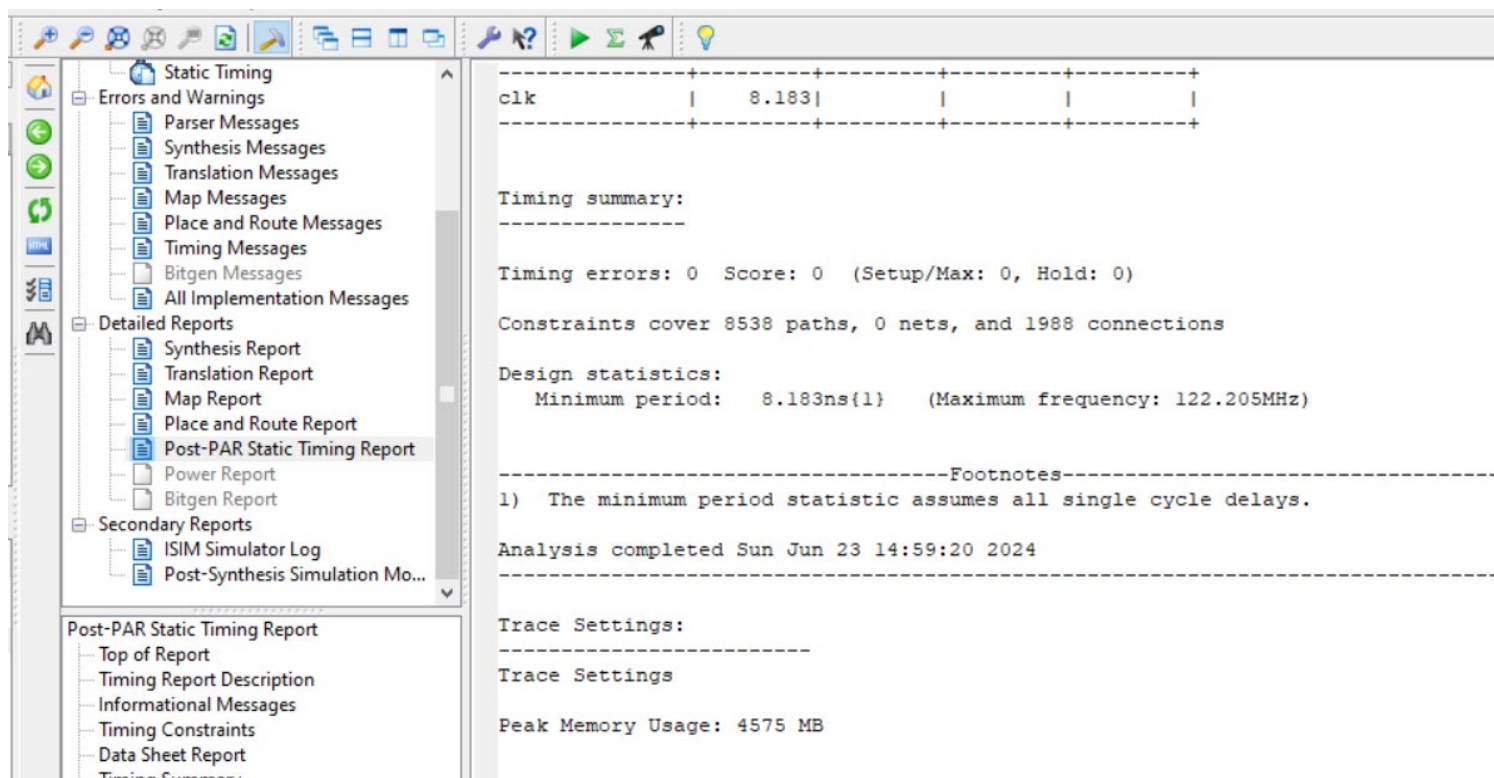 Static Timing
Errors and Warnings
Parser Messages
Synthesis Messages
Translation Messages
Map Messages
Place and Route Messages
Timing Messages
Bitgen Messages
All Implementation Messages
Detailed Reports
Synthesis Report
Translation Report
Map Report
Place and Route Report
Post-PAR Static Timing Report
Power Report
Bitgen Report
Secondary Reports
ISIM Simulator Log
Post-Synthesis Simulation Mo...
Post-PAR Static Timing Report
Top of Report
Timing Report Description
Informational Messages
Timing Constraints
Data Sheet Report
Timing Summary
---------------+---------+---------+---------+---------+
clk            |    8.183|         |         |         |
---------------+---------+---------+---------+---------+
Timing summary:
---------------
Timing errors: 0  Score: 0  (Setup/Max: 0, Hold: 0)
Constraints cover 8538 paths, 0 nets, and 1988 connections
Design statistics:
   Minimum period:   8.183ns{1}   (Maximum frequency: 122.205MHz)
------------------------------------Footnotes-----------------------------------
1)  The minimum period statistic assumes all single cycle delays.
Analysis completed Sun Jun 23 14:59:20 2024
--------------------------------------------------------------------------------
Trace Settings:
-------------------------
Trace Settings
Peak Memory Usage: 4575 MB